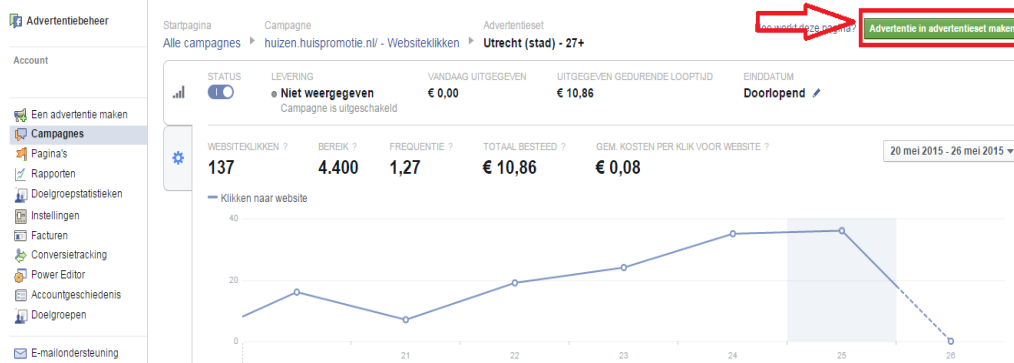 Advertentiebeheer
Account
Een advertentie maken
Campagnes
Pagina's
Rapporten
Doelgroepstatistieken
Instellingen
Facturen
Conversietracking
Power Editor
Accountgeschiedenis
Doelgroepen
E-mailondersteuning
Startpagina Campagne Advertentieset
Alle campagnes huizen.huispromotie.nl/ - Websiteklikken Utrecht (stad) - 27+
werkt deze pagina?
Advertentie in advertentieset maken
STATUS LEVERING VANDAAG UITGEGEVEN UITGEGEVEN GEDURENDE LOOPTIJD EINDDATUM
Niet weergegeven € 0,00 € 10,86 Doorlopend
Campagne is uitgeschakeld
WEBSITEKLIKKEN ? BEREIK ? FREQUENTIE ? TOTAAL BESTEED ? GEM. KOSTEN PER KLIK VOOR WEBSITE ?
137 4.400 1,27 € 10,86 € 0,08
20 mei 2015 - 26 mei 2015
Klikken naar website
40
20
0
21 22 23 24 25 26